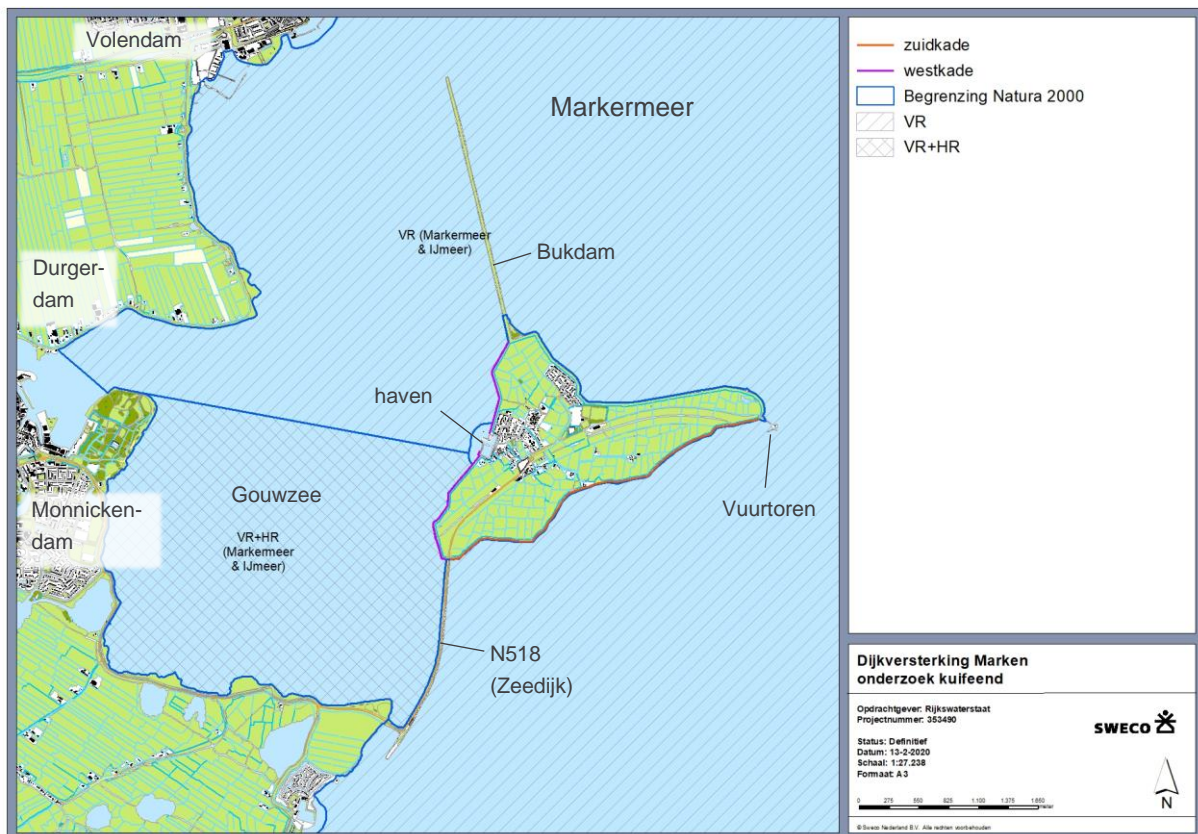 Volendam
Markermeer
VR (Markermeer
& IJmeer)
Bukdam
Durger-
dam
haven
Gouwzee
VR+HR
(Markermeer
& IJmeer)
Monnicken-
dam
Vuurtoren
N518
(Zeedijk)
zuidkade
westkade
Begrenzing Natura 2000
VR
VR+HR
Dijkversterking Marken
onderzoek kuifeend
Opdrachtgever: Rijkswaterstaat
Projectnummer: 353490
Status: Definitief
Datum: 13-2-2020
Schaal: 1:27.238
Formaat: A3
SWECO
0 275 550 825 1.100 1.375 1.650
N
© Sweco Nederland B.V. Alle rechten voorbehouden